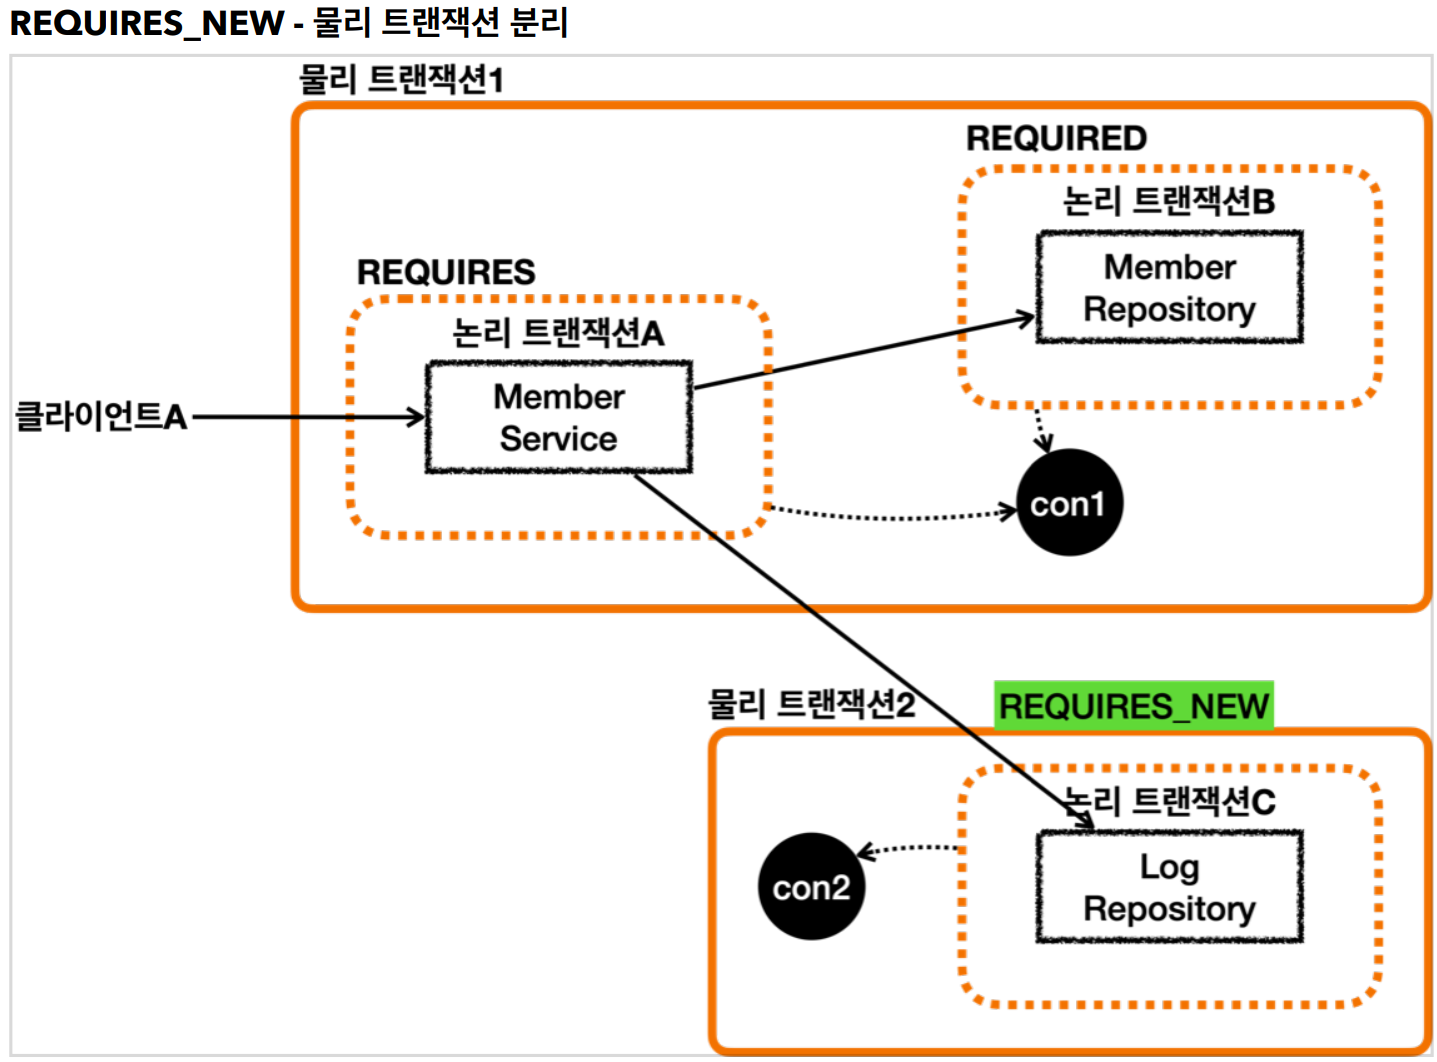 REQUIRES_NEW - 물리 트랜잭션 분리
물리 트랜잭션1
REQUIRED
논리 트랜잭션B
Member
Repository
REQUIRES
논리 트랜잭션A
Member
Service
클라이언트A
con1
물리 트랜잭션2
REQUIRES_NEW
논리 트랜잭션C
Log
Repository
con2